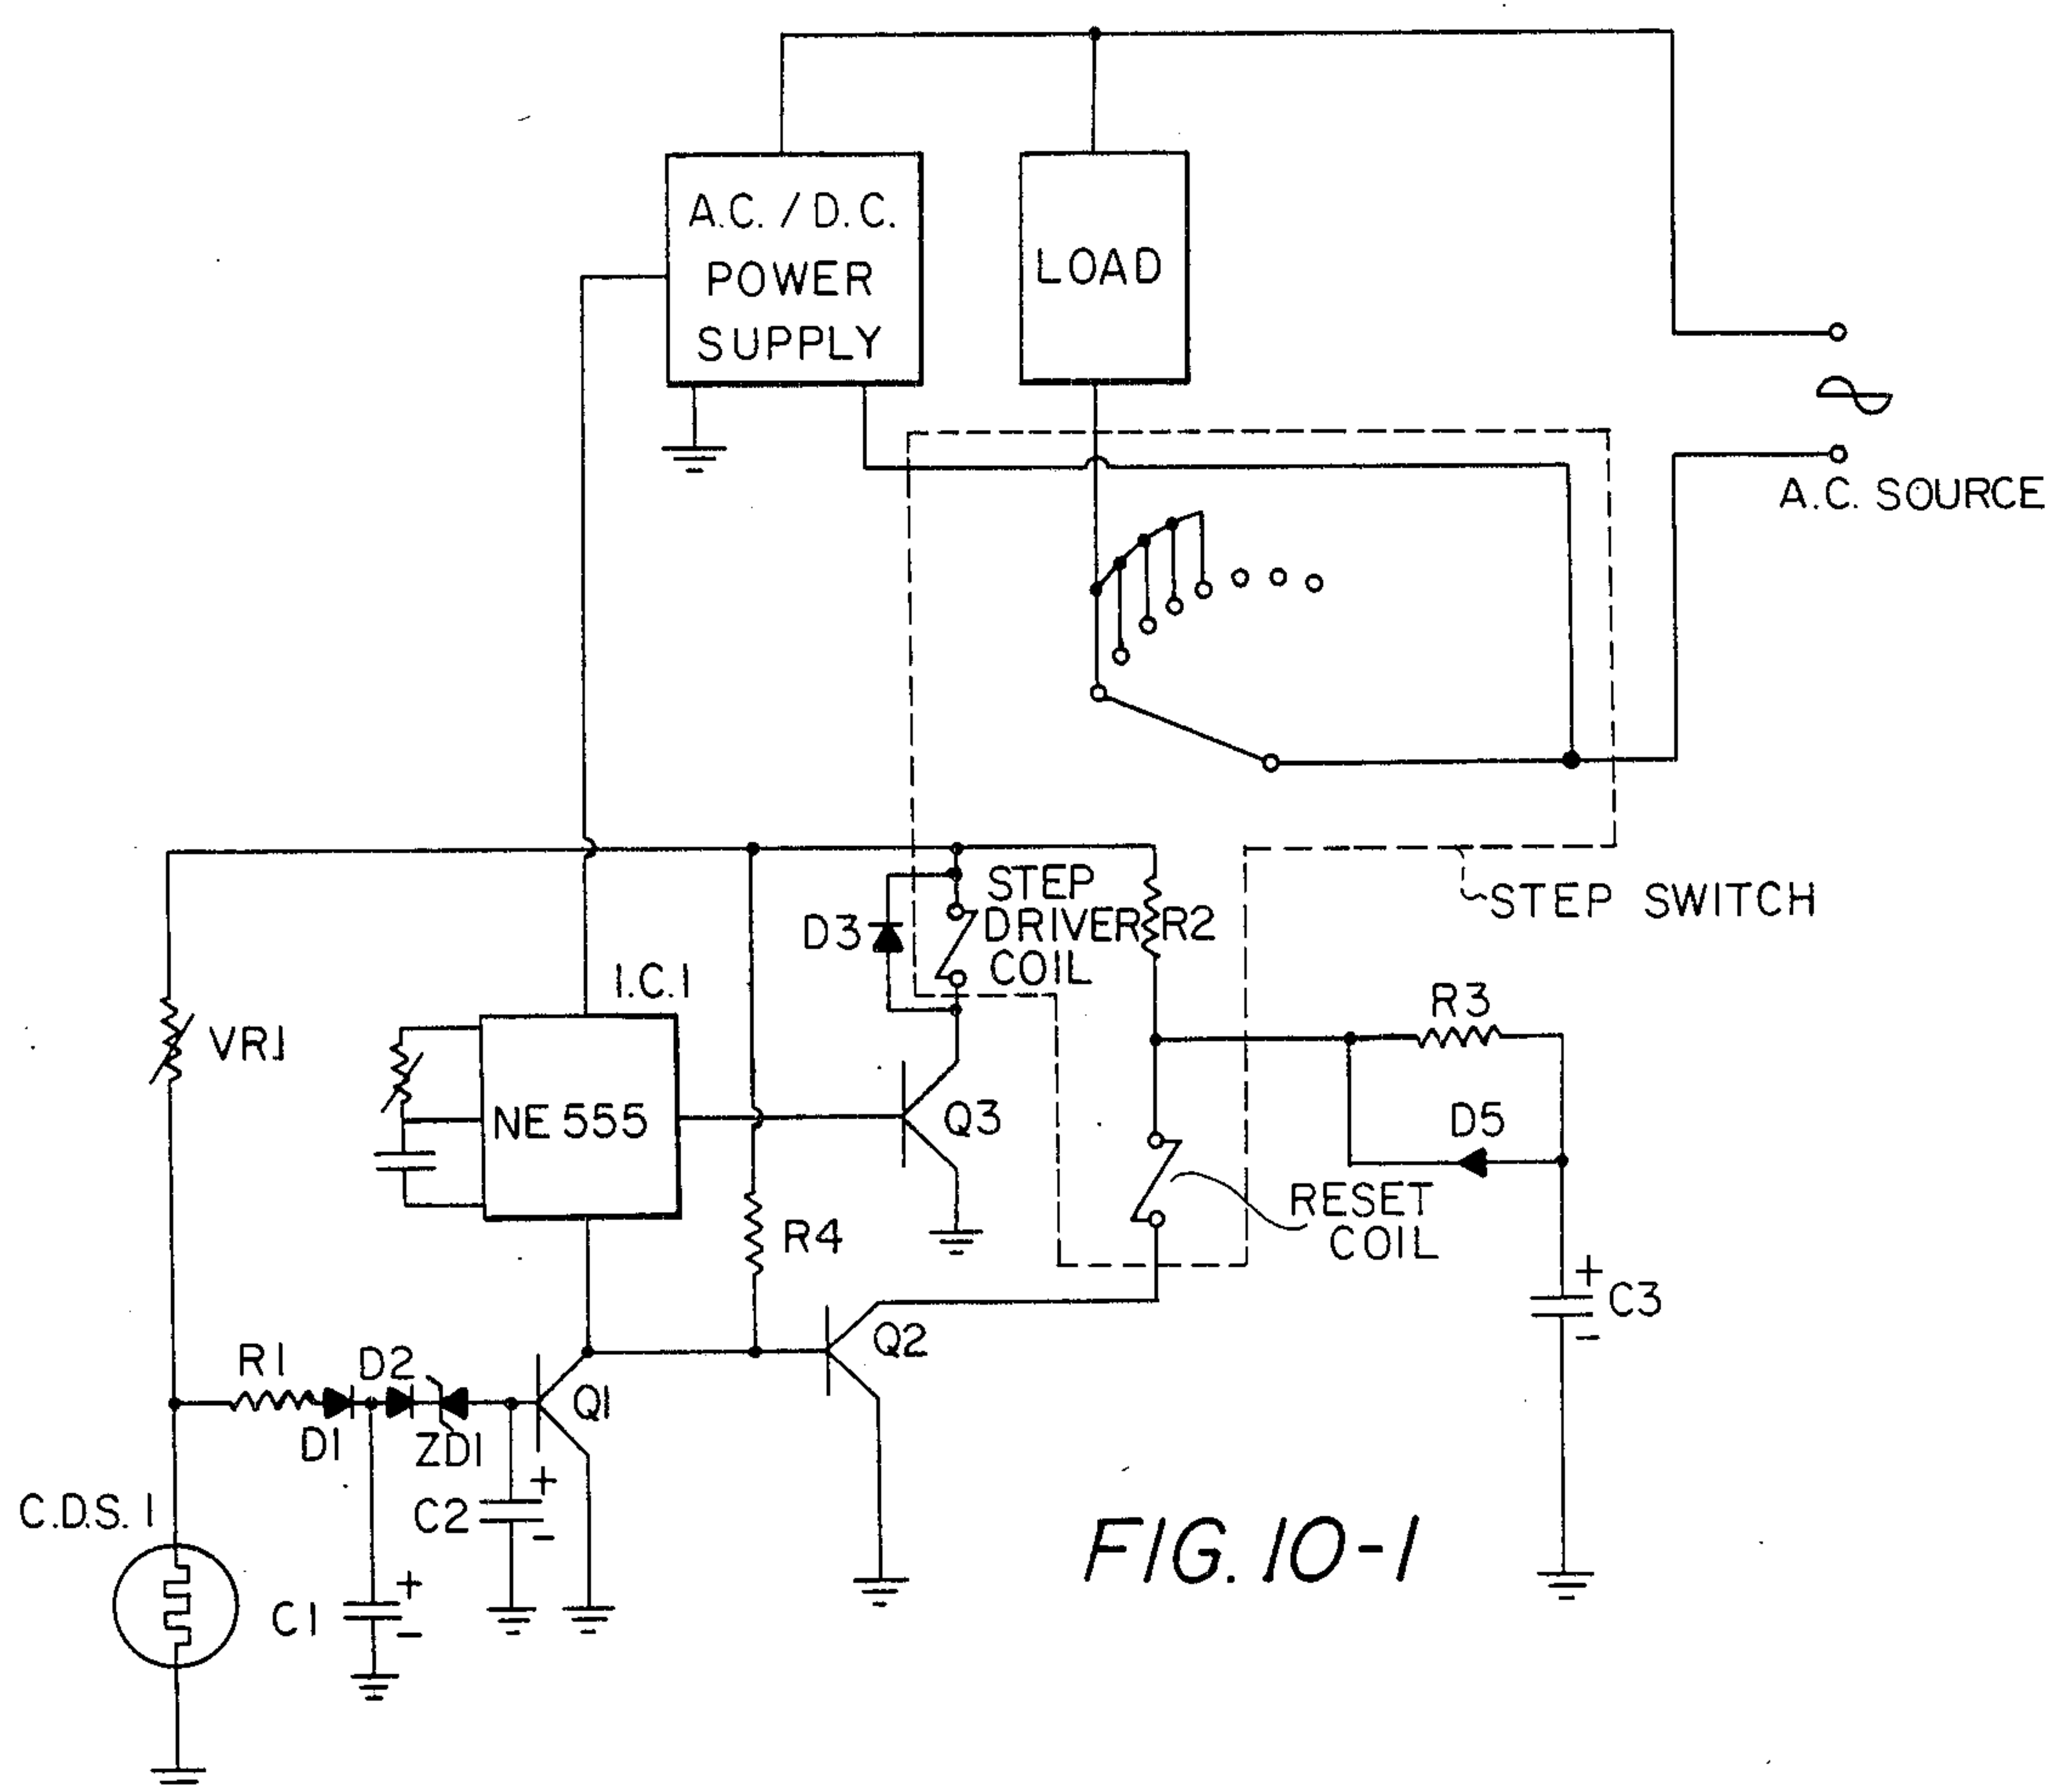 A.C. / D.C.
POWER
SUPPLY
LOAD
A.C. SOURCE
STEP
DRIVER
COIL
R2
STEP SWITCH
D3
I.C.1
R3
VR1
NE 555
Q3
D5
RESET
COIL
R4
+
C3
-
R1
D2
Q2
Q1
D1
ZD1
+
C2
-
C.D.S. 1
FIG. 10-1
+
C1
-